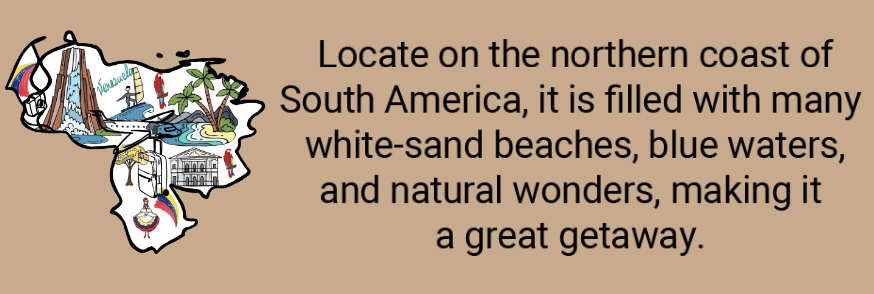 Venezuela
Locate on the northern coast of
South America, it is filled with many
white-sand beaches, blue waters,
and natural wonders, making it
a great getaway.